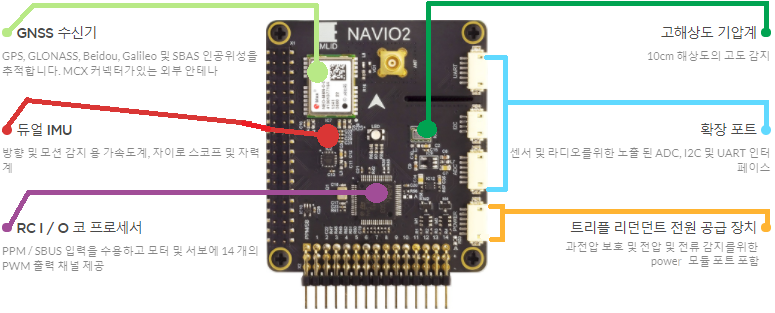 GNSS 수신기
GPS, GLONASS, Beidou, Galileo 및 SBAS 인공위성을
추적합니다. MCX 커넥터가있는 외부 안테나
듀얼 IMU
방향 및 모션 감지 용 가속도계, 자이로 스코프 및 자력
계
RC I / O 코 프로세서
PPM / SBUS 입력을 수용하고 모터 및 서보에 14 개의
PWM 출력 채널 제공
NAVIO2
MLID
UART
I2C
ADC
POWER
고해상도 기압계
10cm 해상도의 고도 감지
확장 포트
센서 및 라디오를위한 노출 된 ADC, I2C 및 UART 인터
페이스
트리플 리던던트 전원 공급 장치
과전압 보호 및 전압 및 전류 감지를위한
power 모듈 포트 포함